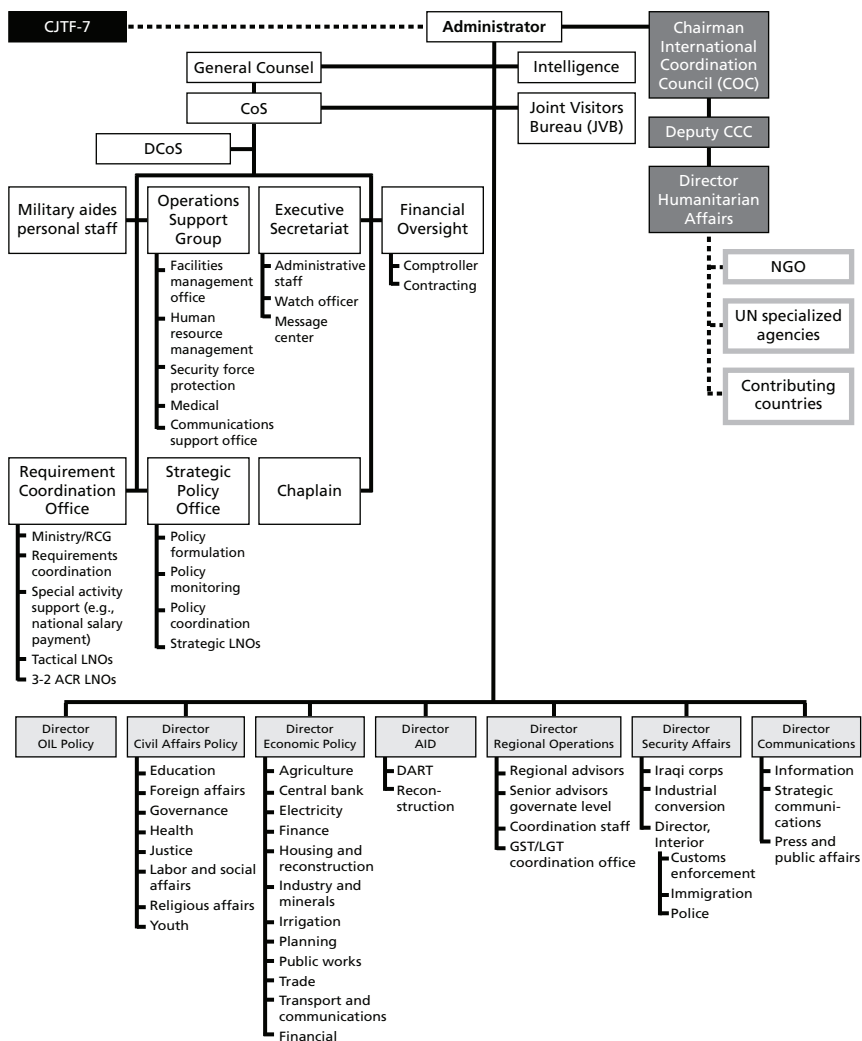 CJTF-7
Administrator
Chairman
International
Coordination
Council (COC)
General Counsel
Intelligence
CoS
Joint Visitors
Bureau (JVB)
Deputy CCC
DCoS
Director
Humanitarian
Affairs
Military aides
personal staff
Operations
Support
Group
Executive
Secretariat
Financial
Oversight
NGO
UN specialized
agencies
Contributing
countries
Facilities
management
office
Human
resource
management
Security force
protection
Medical
Communications
support office
Administrative
staff
Watch officer
Message
center
Comptroller
Contracting
Requirement
Coordination
Office
Strategic
Policy
Office
Chaplain
Ministry/RCG
Requirements
coordination
Special activity
support (e.g.,
national salary
payment)
Tactical LNOs
3-2 ACR LNOs
Policy
formulation
Policy
monitoring
Policy
coordination
Strategic LNOs
Director
OIL Policy
Director
Civil Affairs Policy
Education
Foreign affairs
Governance
Health
Justice
Labor and social
affairs
Religious affairs
Youth
Director
Economic Policy
Agriculture
Central bank
Electricity
Finance
Housing and
reconstruction
Industry and
minerals
Irrigation
Planning
Public works
Trade
Transport and
communications
Financial
Director
AID
DART
Recon-
struction
Director
Regional Operations
Regional advisors
Senior advisors
governate level
Coordination staff
GST/LGT
coordination office
Director
Security Affairs
Iraqi corps
Industrial
conversion
Director,
Interior
Customs
enforcement
Immigration
Police
Director
Communications
Information
Strategic
communi-
cations
Press and
public affairs